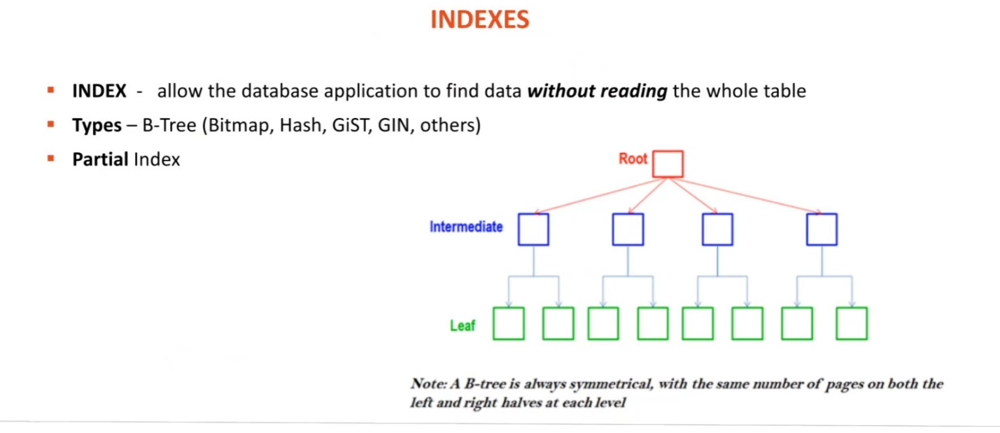 INDEXES
▪ INDEX - allow the database application to find data without reading the whole table
▪ Types – B-Tree (Bitmap, Hash, GiST, GIN, others)
▪ Partial Index
Root
Intermediate
Leaf
Note: A B-tree is always symmetrical, with the same number of pages on both the
left and right halves at each level